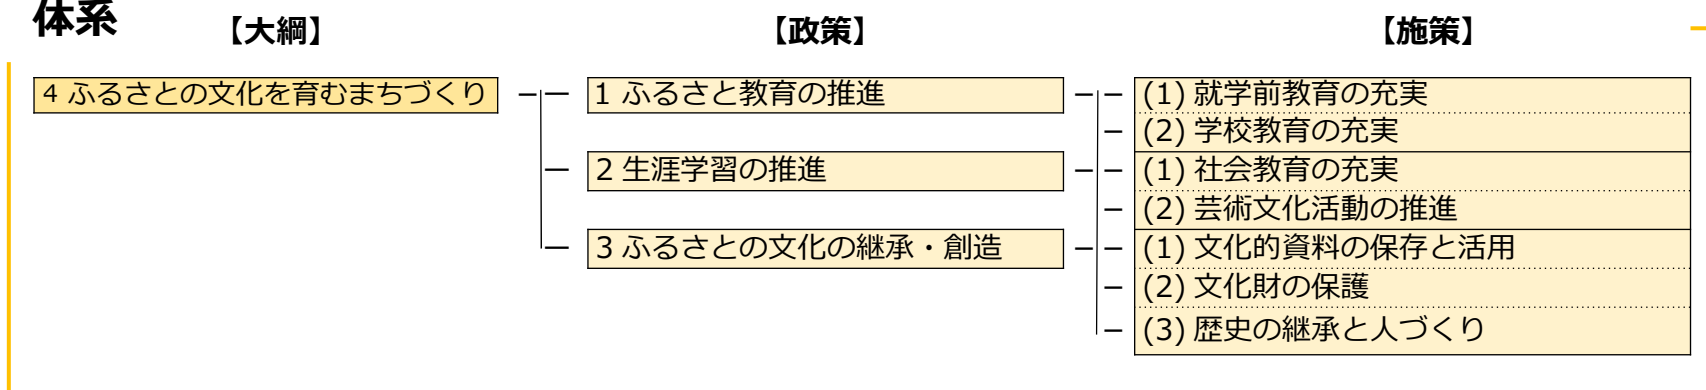 体系
【大綱】 【政策】 【施策】
4 ふるさとの文化を育むまちづくり 1 ふるさと教育の推進 (1) 就学前教育の充実
(2) 学校教育の充実
2 生涯学習の推進 (1) 社会教育の充実
(2) 芸術文化活動の推進
3 ふるさとの文化の継承・創造 (1) 文化的資料の保存と活用
(2) 文化財の保護
(3) 歴史の継承と人づくり